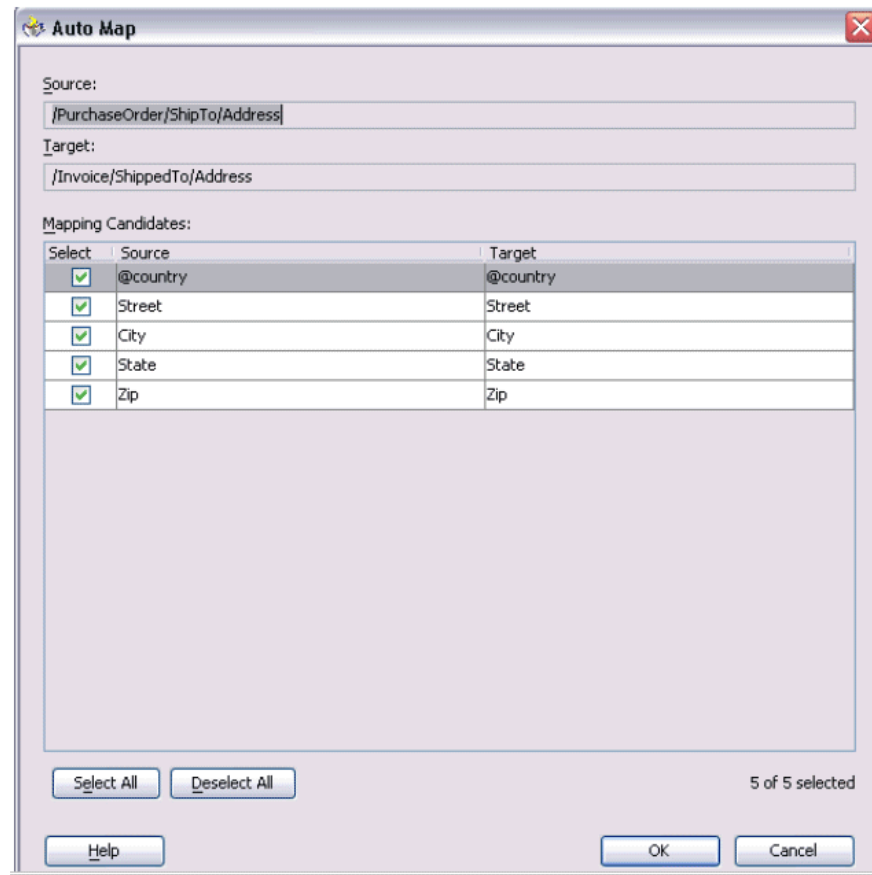 Auto Map
Source:
/PurchaseOrder/ShipTo/Address
Target:
/Invoice/ShippedTo/Address
Mapping Candidates:
Select Source Target
@country @country
Street Street
City City
State State
Zip Zip
Select All Deselect All 5 of 5 selected
Help OK Cancel